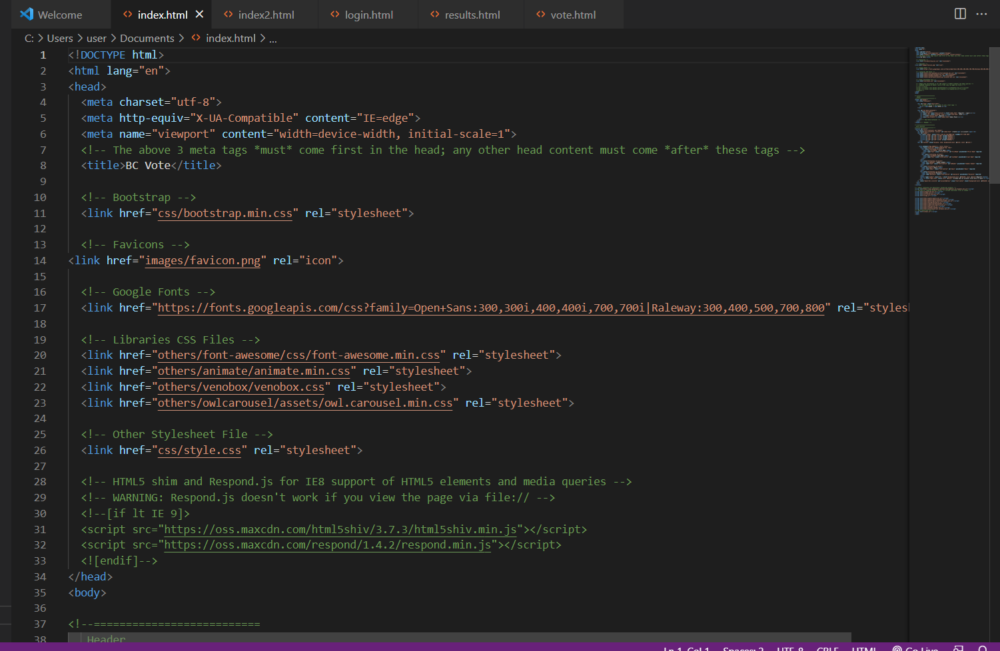 Welcome index.html index2.html login.html results.html vote.html
C: > Users > user > Documents > index.html > ...
1 <!DOCTYPE html>
2 <html lang="en">
3 <head>
4 <meta charset="utf-8">
5 <meta http-equiv="X-UA-Compatible" content="IE=edge">
6 <meta name="viewport" content="width=device-width, initial-scale=1">
7 <!-- The above 3 meta tags *must* come first in the head; any other head content must come *after* these tags -->
8 <title>BC Vote</title>
9
10 <!-- Bootstrap -->
11 <link href="css/bootstrap.min.css" rel="stylesheet">
12
13 <!-- Favicons -->
14 <link href="images/favicon.png" rel="icon">
15
16 <!-- Google Fonts -->
17 <link href="https://fonts.googleapis.com/css?family=Open+Sans:300,300i,400,400i,700,700i|Raleway:300,400,500,700,800" rel="styles
18
19 <!-- Libraries CSS Files -->
20 <link href="others/font-awesome/css/font-awesome.min.css" rel="stylesheet">
21 <link href="others/animate/animate.min.css" rel="stylesheet">
22 <link href="others/venobox/venobox.css" rel="stylesheet">
23 <link href="others/owlcarousel/assets/owl.carousel.min.css" rel="stylesheet">
24
25 <!-- Other Stylesheet File -->
26 <link href="css/style.css" rel="stylesheet">
27
28 <!-- HTML5 shim and Respond.js for IE8 support of HTML5 elements and media queries -->
29 <!-- WARNING: Respond.js doesn't work if you view the page via file:// -->
30 <!--[if lt IE 9]>
31 <script src="https://oss.maxcdn.com/html5shiv/3.7.3/html5shiv.min.js"></script>
32 <script src="https://oss.maxcdn.com/respond/1.4.2/respond.min.js"></script>
33 <![endif]-->
34 </head>
35 <body>
36
37 <!--==========================
38 Header
Ln 1, Col 1 Spaces: 2 UTF-8 CRLF HTML Go Live